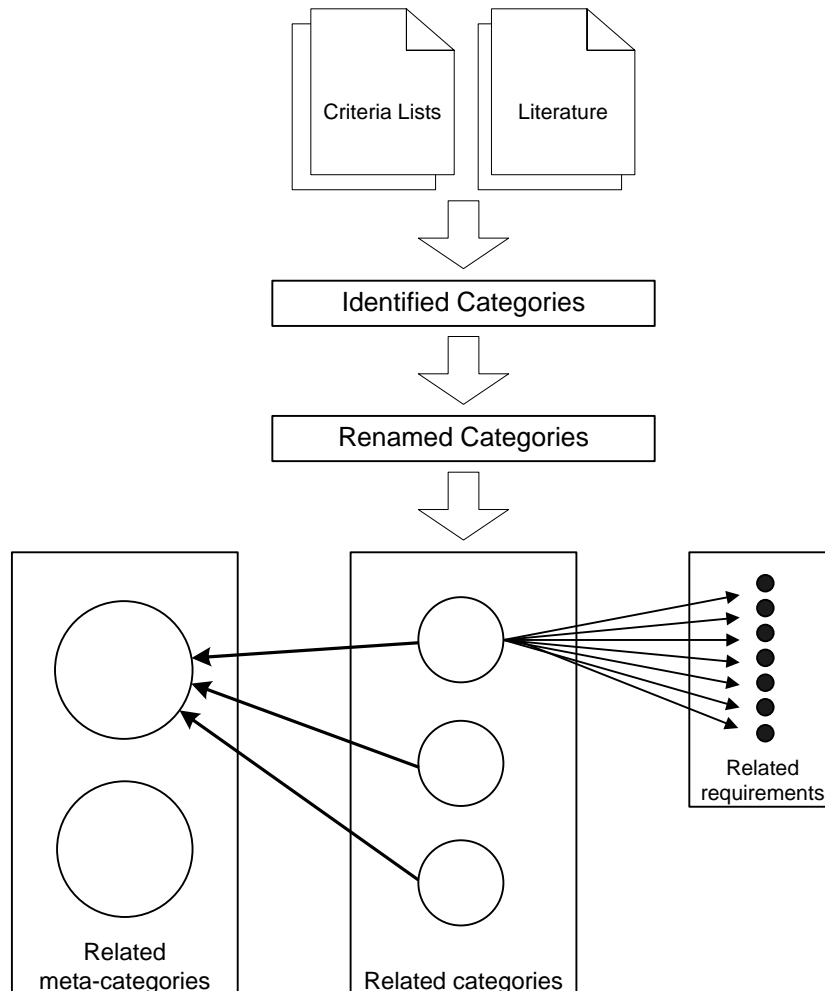 Criteria Lists
Literature
Identified Categories
Renamed Categories
Related
requirements
Related
meta-categories
Related categories